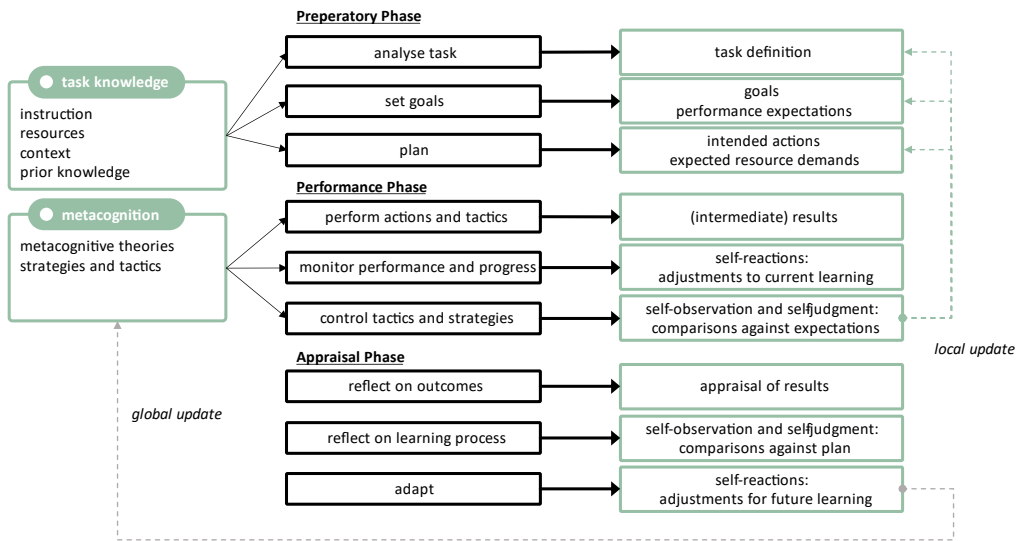 Preperatory Phase
analyse task
task definition
task knowledge
instruction
resources
context
prior knowledge
set goals
goals
performance expectations
plan
intended actions
expected resource demands
Performance Phase
metacognition
metacognitive theories
strategies and tactics
perform actions and tactics
(intermediate) results
monitor performance and progress
self-reactions:
adjustments to current learning
control tactics and strategies
self-observation and selfjudgment:
comparisons against expectations
local update
Appraisal Phase
reflect on outcomes
appraisal of results
global update
reflect on learning process
self-observation and selfjudgment:
comparisons against plan
adapt
self-reactions:
adjustments for future learning